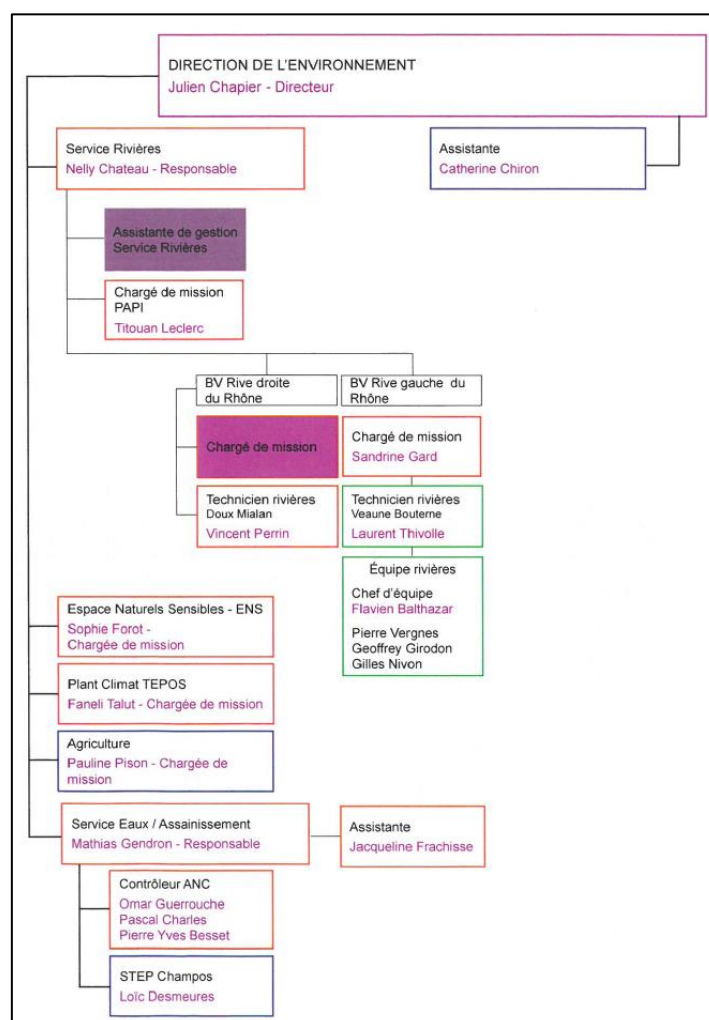 DIRECTION DE L'ENVIRONNEMENT
Julien Chapier - Directeur
Service Rivières
Nelly Chateau - Responsable
Assistante
Catherine Chiron
Assistante de gestion
Service Rivières
Chargé de mission
PAPI
Titouan Leclerc
BV Rive droite
du Rhône
BV Rive gauche du
Rhône
Chargé de mission
Chargé de mission
Sandrine Gard
Technicien rivières
Doux Mialan
Vincent Perrin
Technicien rivières
Veaune Bouterne
Laurent Thivolle
Équipe rivières
Chef d'équipe
Flavien Balthazar
Pierre Vergnes
Geoffrey Girodon
Gilles Nivon
Espace Naturels Sensibles - ENS
Sophie Forot -
Chargée de mission
Plant Climat TEPOS
Faneli Talut - Chargée de mission
Agriculture
Pauline Pison - Chargée de
mission
Service Eaux / Assainissement
Mathias Gendron - Responsable
Assistante
Jacqueline Frachisse
Contrôleur ANC
Omar Guerrouche
Pascal Charles
Pierre Yves Besset
STEP Champos
Loïc Desmeures